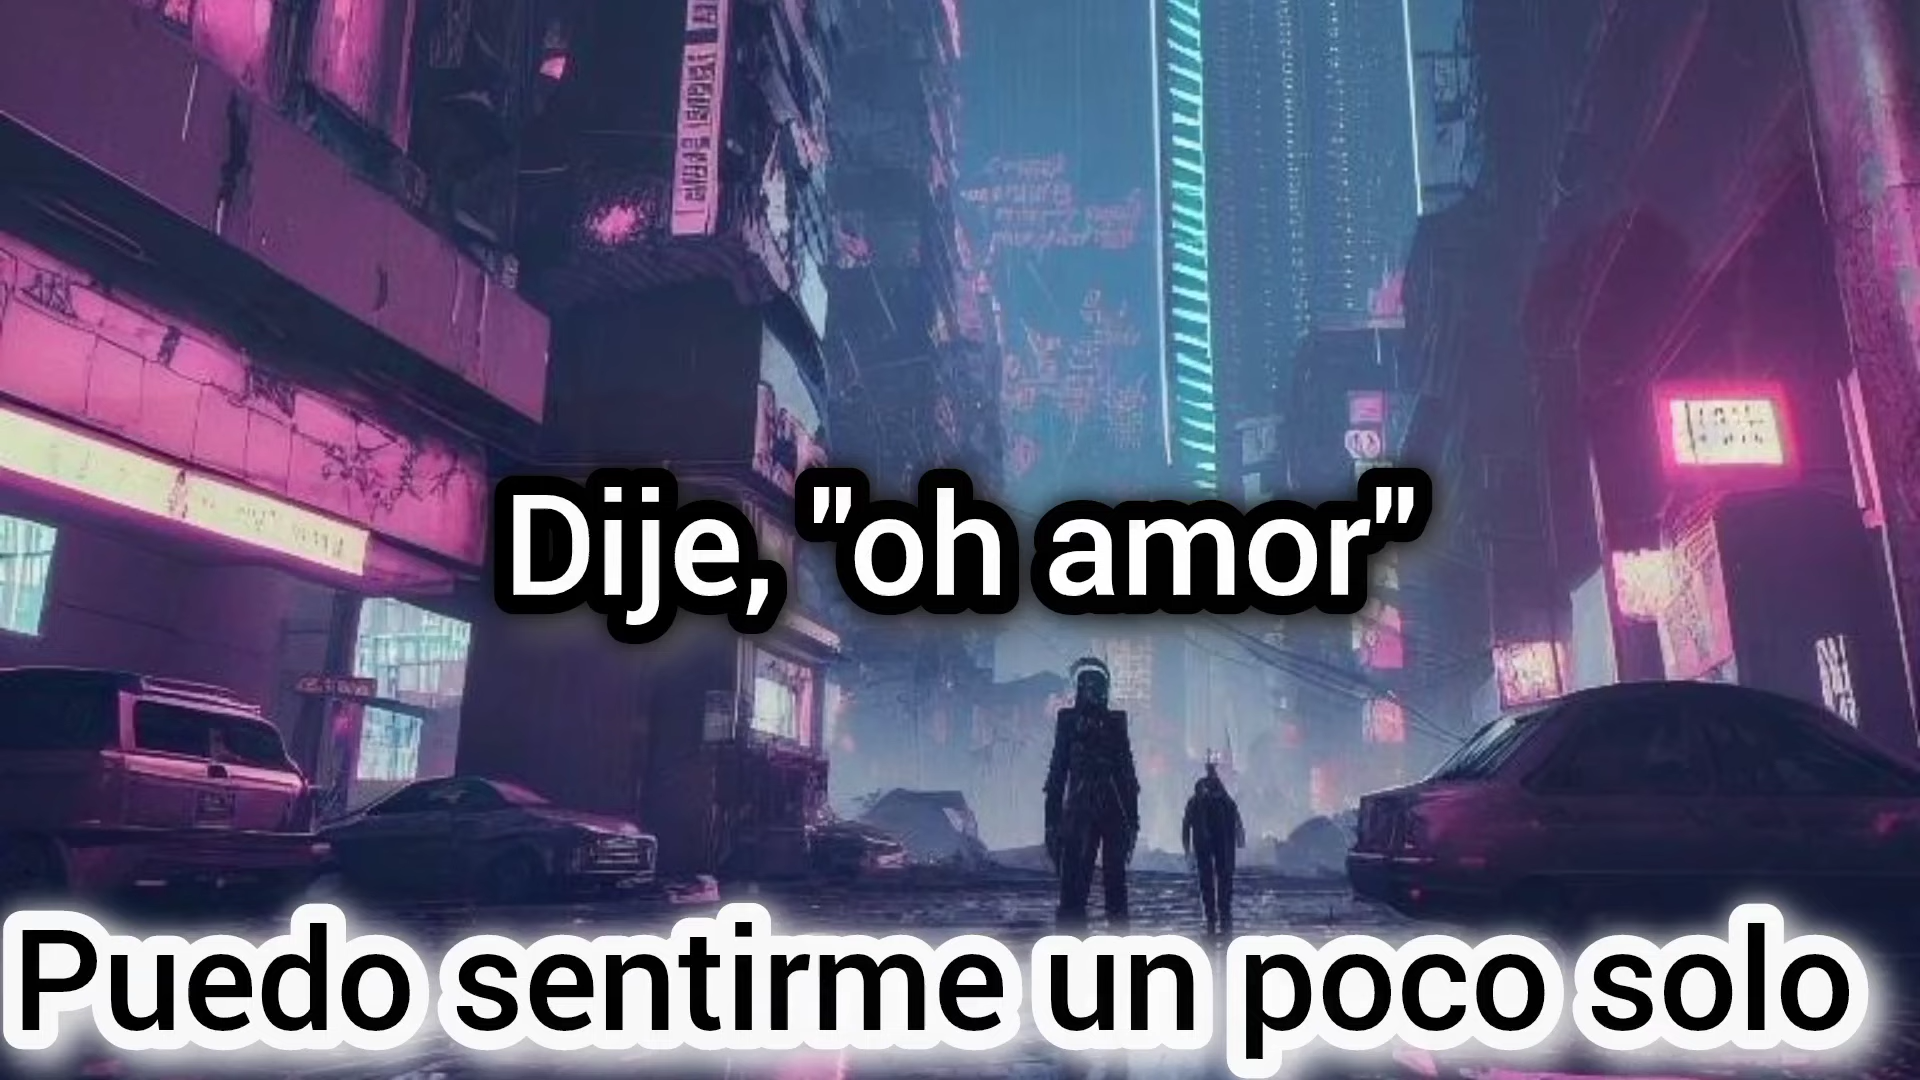 Dije, "oh amor"
Puedo sentirme un poco solo